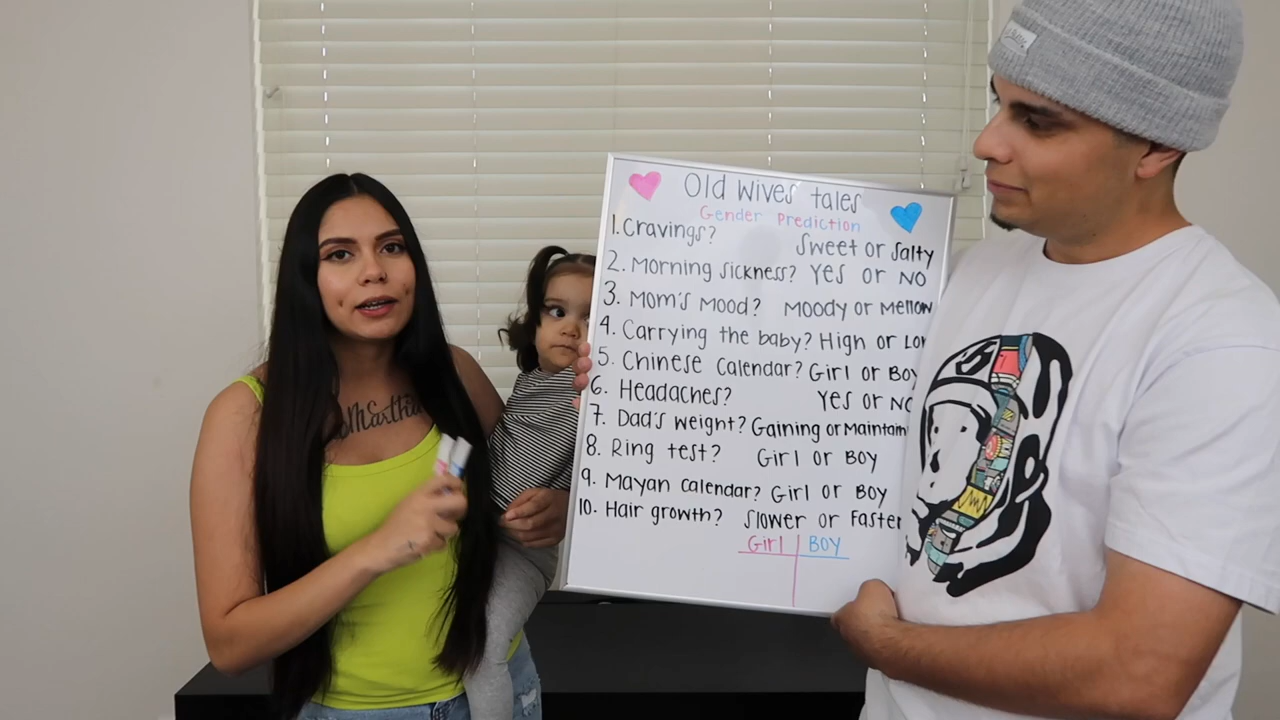 Old wives tales
Gender prediction
1. Cravings? Sweet or Salty
2. Morning sickness? Yes or No
3. Mom's Mood? Moody or Mellow
4. Carrying the baby? High or Lo
5. Chinese Calendar? Girl or Boy
6. Headaches? Yes or No
7. Dad's weight? Gaining or Maintain
8. Ring test? Girl or Boy
9. Mayan Calendar? Girl or Boy
10. Hair growth? Slower or Faster
Girl Boy
Martha